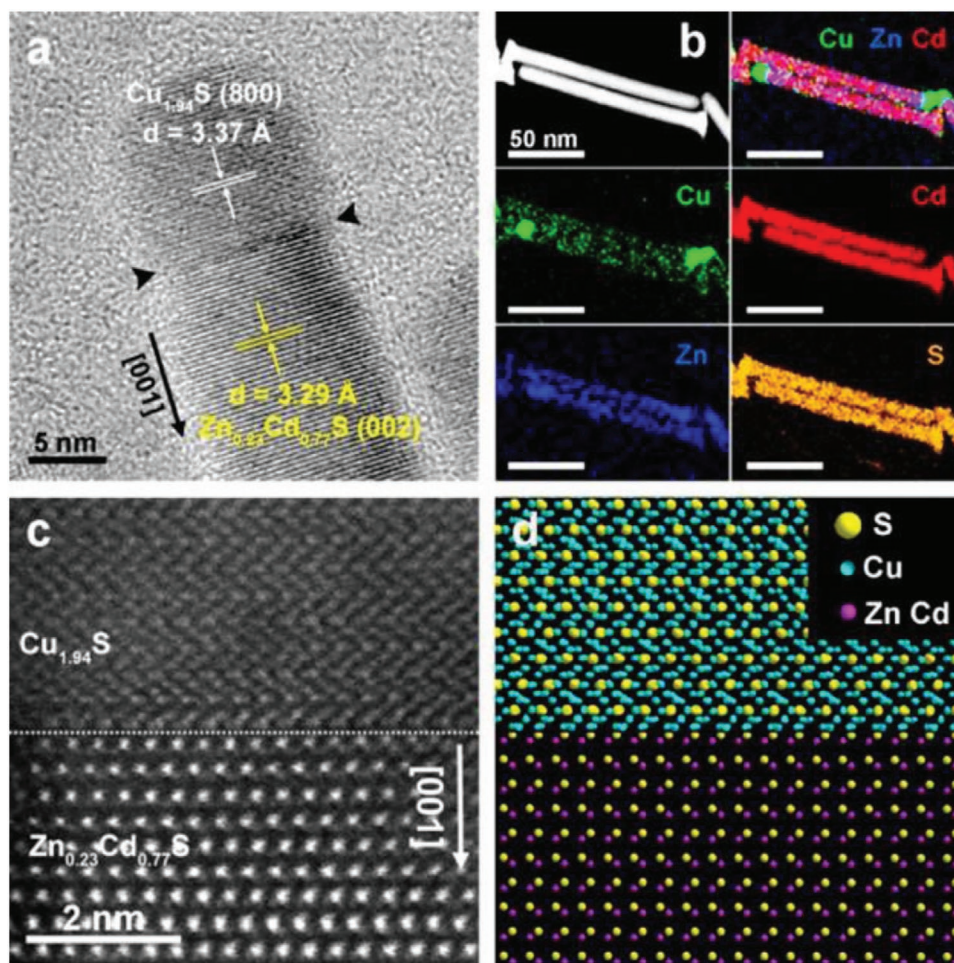 a
Cu1.94S (800)
d = 3.37 Å
[001]
d = 3.29 Å
Zn0.23Cd0.77S (002)
5 nm
b
50 nm
Cu Zn Cd
Cu
Cd
Zn
S
c
Cu1.94S
[001]
Zn0.23Cd0.77S
2 nm
d
S
Cu
Zn Cd